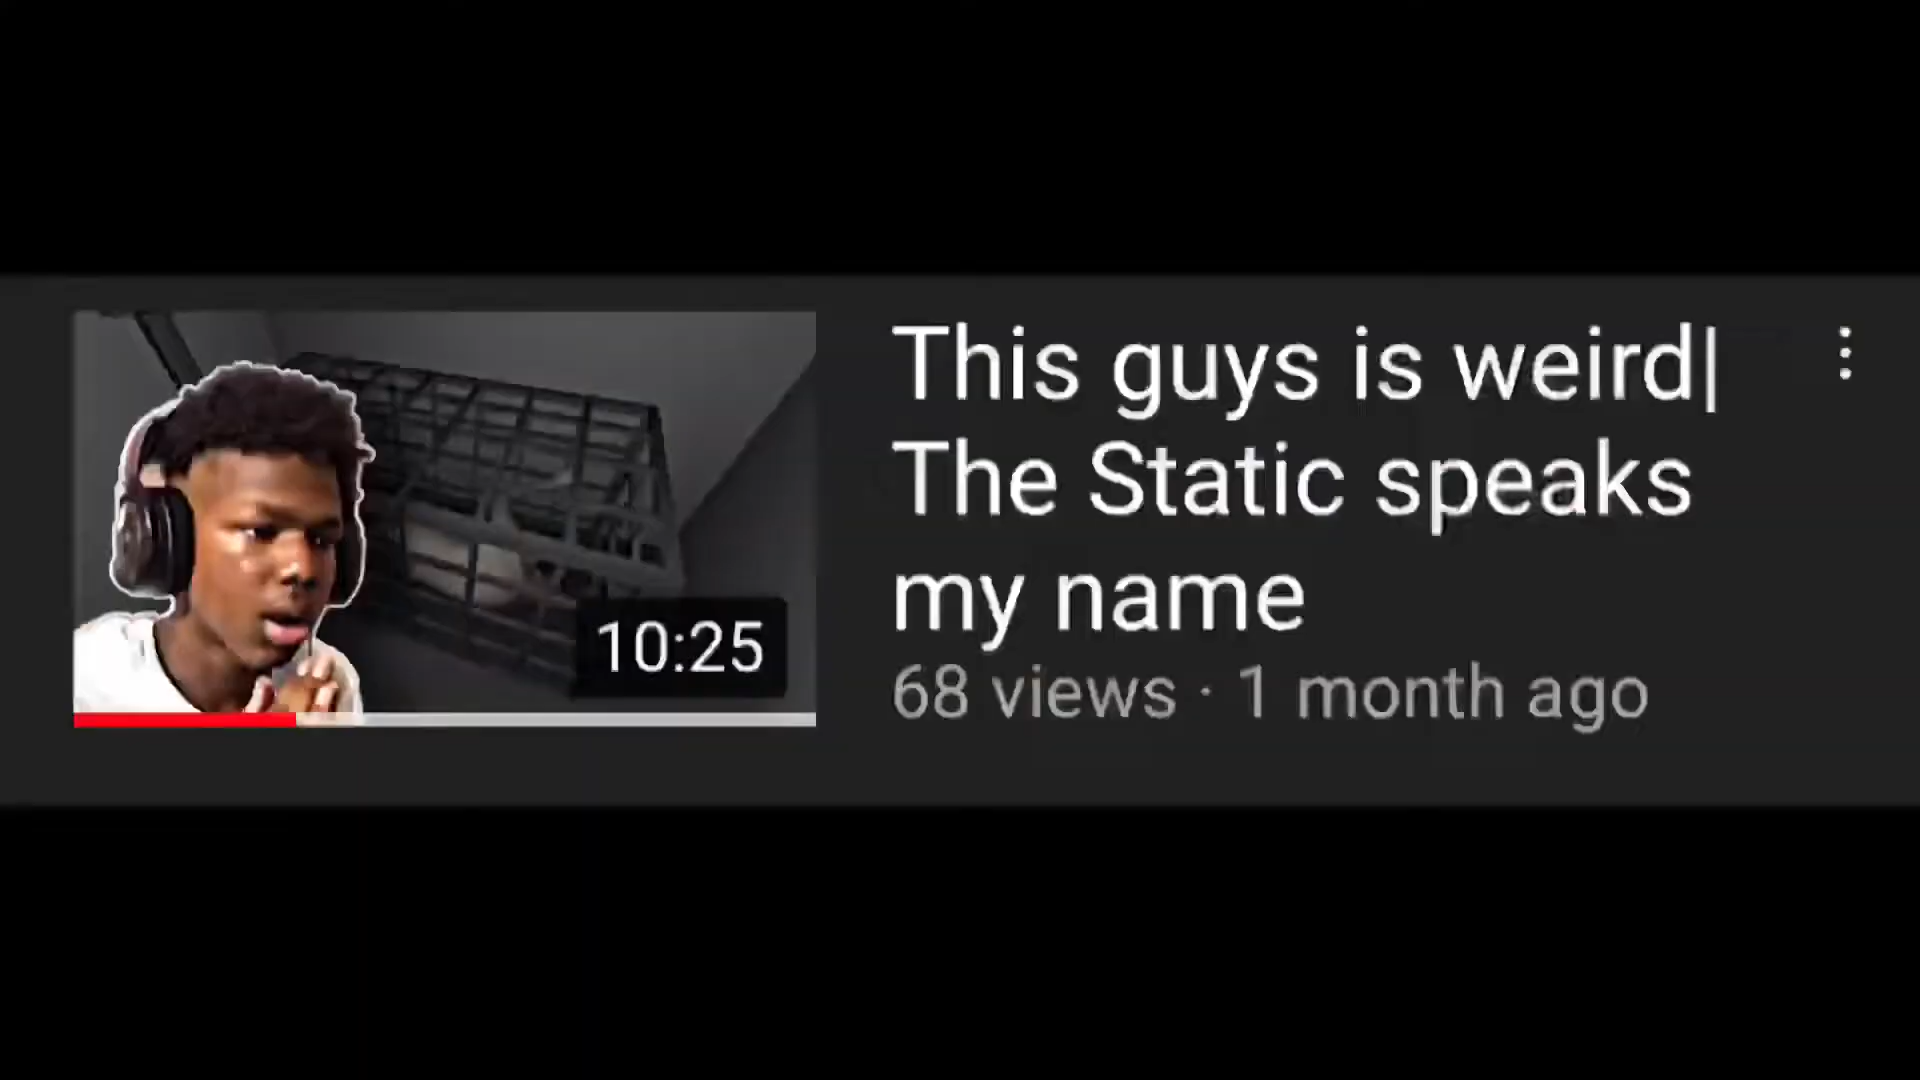 This guys is weird|
The Static speaks
my name
68 views · 1 month ago
10:25